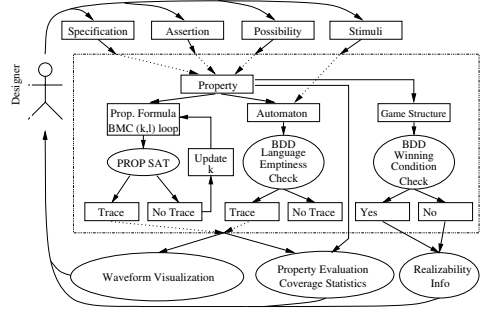 Specification
Assertion
Possibility
Stimuli
Designer
Property
Prop. Formula
BMC (k,l) loop
Automaton
Game Structure
PROP SAT
Update
k
BDD
Language
Emptiness
Check
BDD
Winning
Condition
Check
Trace
No Trace
Trace
No Trace
Yes
No
Waveform Visualization
Property Evaluation
Coverage Statistics
Realizability
Info